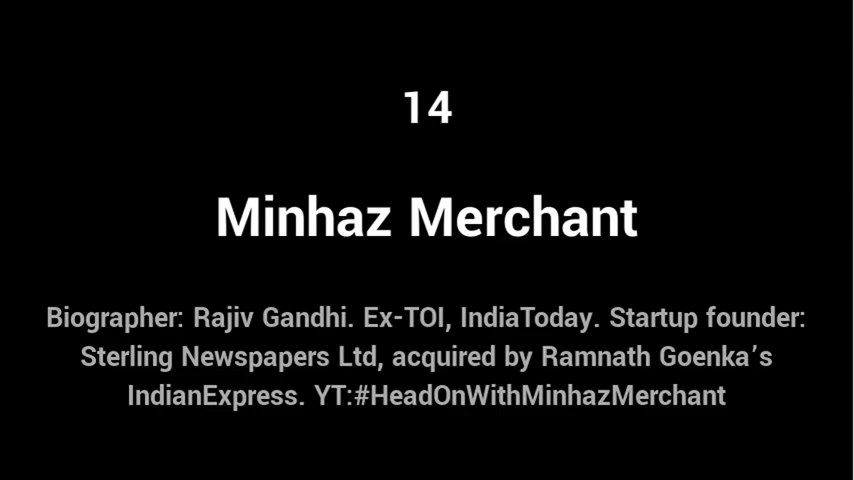 14
Minhaz Merchant
Biographer: Rajiv Gandhi. Ex-TOI, IndiaToday. Startup founder:
Sterling Newspapers Ltd, acquired by Ramnath Goenka’s
IndianExpress. YT:#HeadOnWithMinhazMerchant